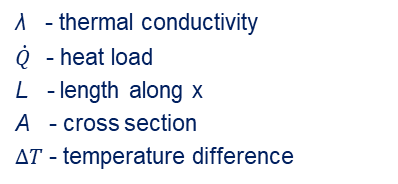 λ - thermal conductivity
Q̇ - heat load
L - length along x
A - cross section
ΔT - temperature difference